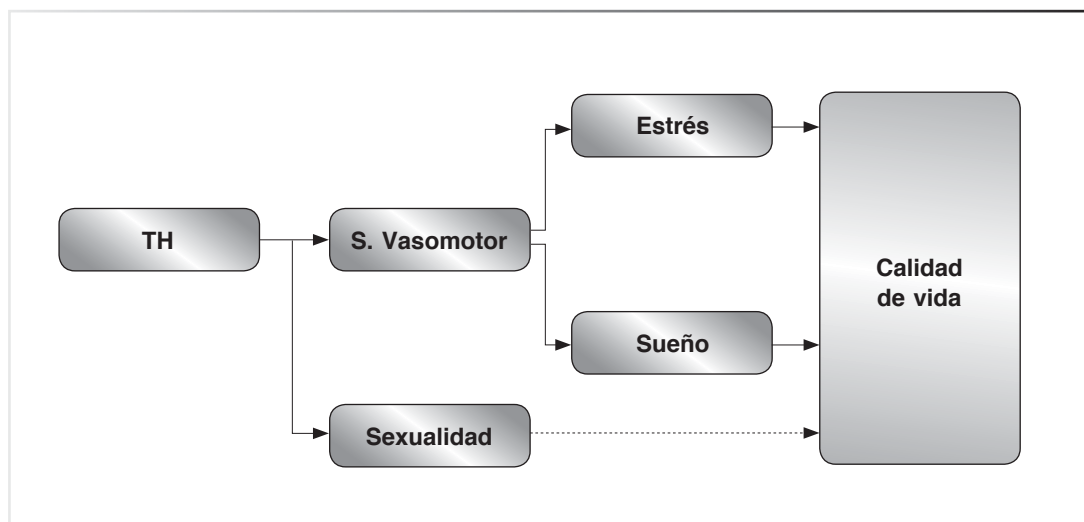 Estrés
TH
S. Vasomotor
Calidad
de vida
Sueño
Sexualidad